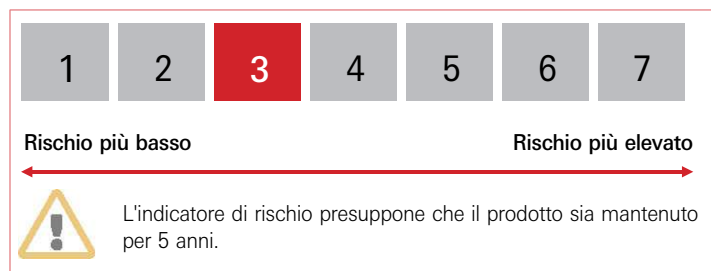 1 2 3 4 5 6 7
Rischio più basso Rischio più elevato
L'indicatore di rischio presuppone che il prodotto sia mantenuto
per 5 anni.